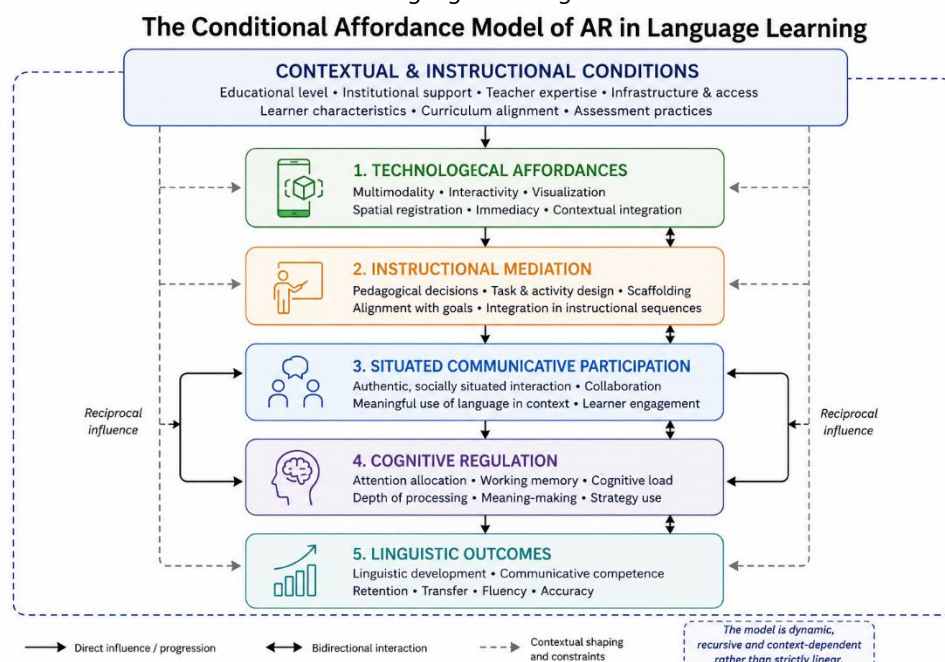 The Conditional Affordance Model of AR in Language Learning
CONTEXTUAL & INSTRUCTIONAL CONDITIONS
Educational level • Institutional support • Teacher expertise • Infrastructure & access
Learner characteristics • Curriculum alignment • Assessment practices
1. TECHNOLOGECAL AFFORDANCES
Multimodality • Interactivity • Visualization
Spatial registration • Immediacy • Contextual integration
2. INSTRUCTIONAL MEDIATION
Pedagogical decisions • Task & activity design • Scaffolding
Alignment with goals • Integration in instructional sequences
3. SITUATED COMMUNICATIVE PARTICIPATION
Authentic, socially situated interaction • Collaboration
Meaningful use of language in context • Learner engagement
Reciprocal
influence
Reciprocal
influence
4. COGNITIVE REGULATION
Attention allocation • Working memory • Cognitive load
Depth of processing • Meaning-making • Strategy use
5. LINGUISTIC OUTCOMES
Linguistic development • Communicative competence
Retention • Transfer • Fluency • Accuracy
Direct influence / progression
Bidirectional interaction
Contextual shaping
and constraints
The model is dynamic,
recursive and context-dependent
rather than strictly linear.